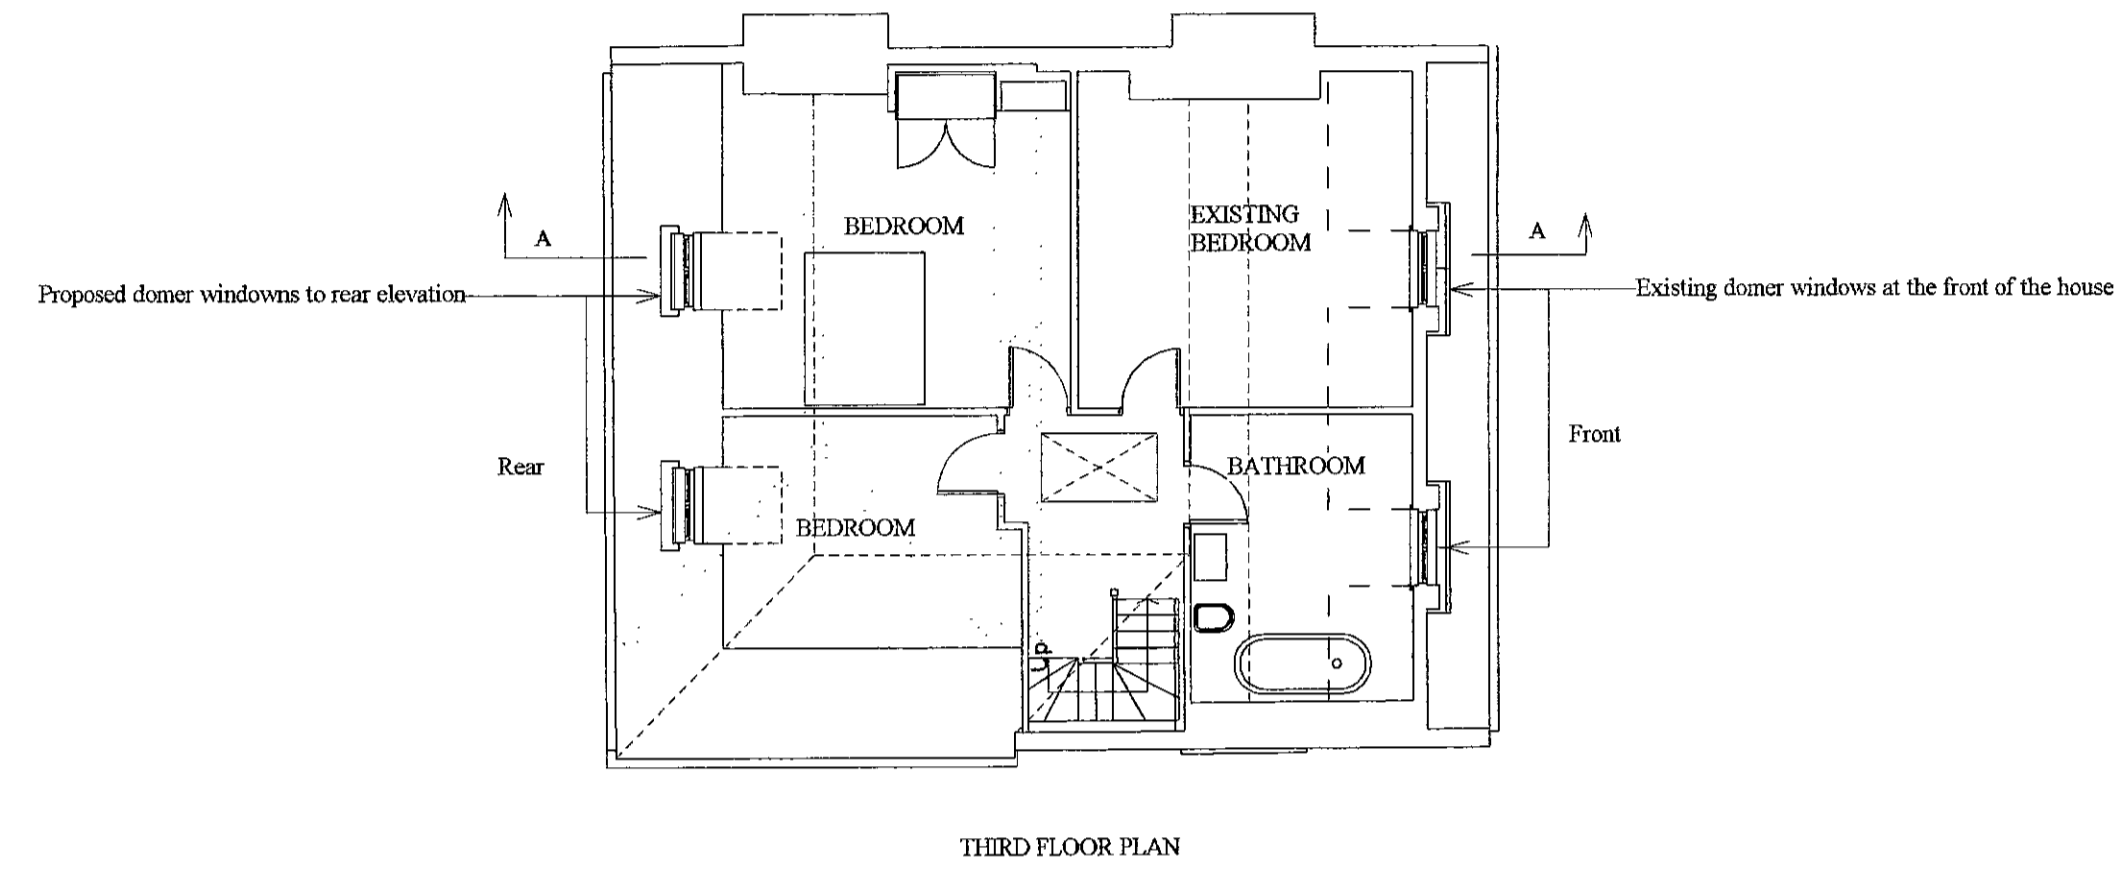 BEDROOM
EXISTING
BEDROOM
A
A
Proposed domer windowns to rear elevation
Existing domer windows at the front of the house
Front
Rear
BATHROOM
BEDROOM
UP
THIRD FLOOR PLAN